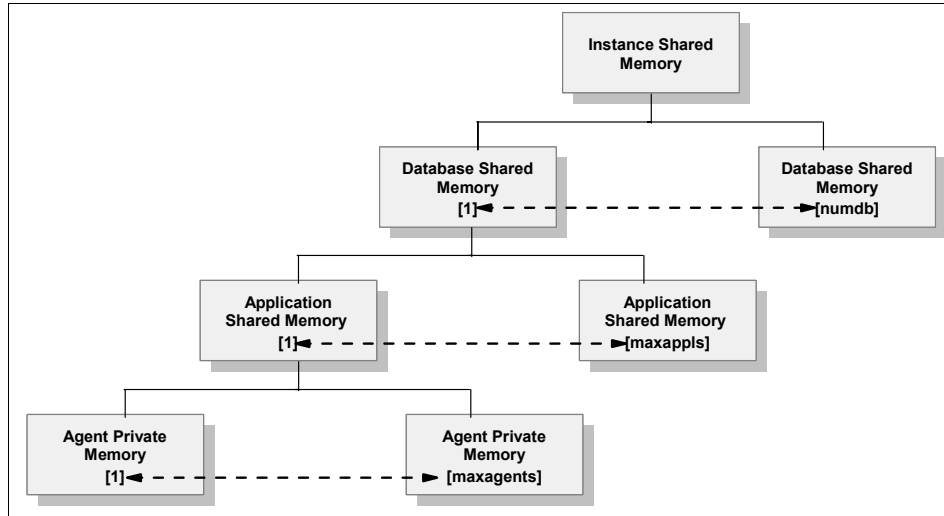 Instance Shared
Memory
Database Shared
Memory
[1]
Database Shared
Memory
[numdb]
Application
Shared Memory
[1]
Application
Shared Memory
[maxappls]
Agent Private
Memory
[1]
Agent Private
Memory
[maxagents]